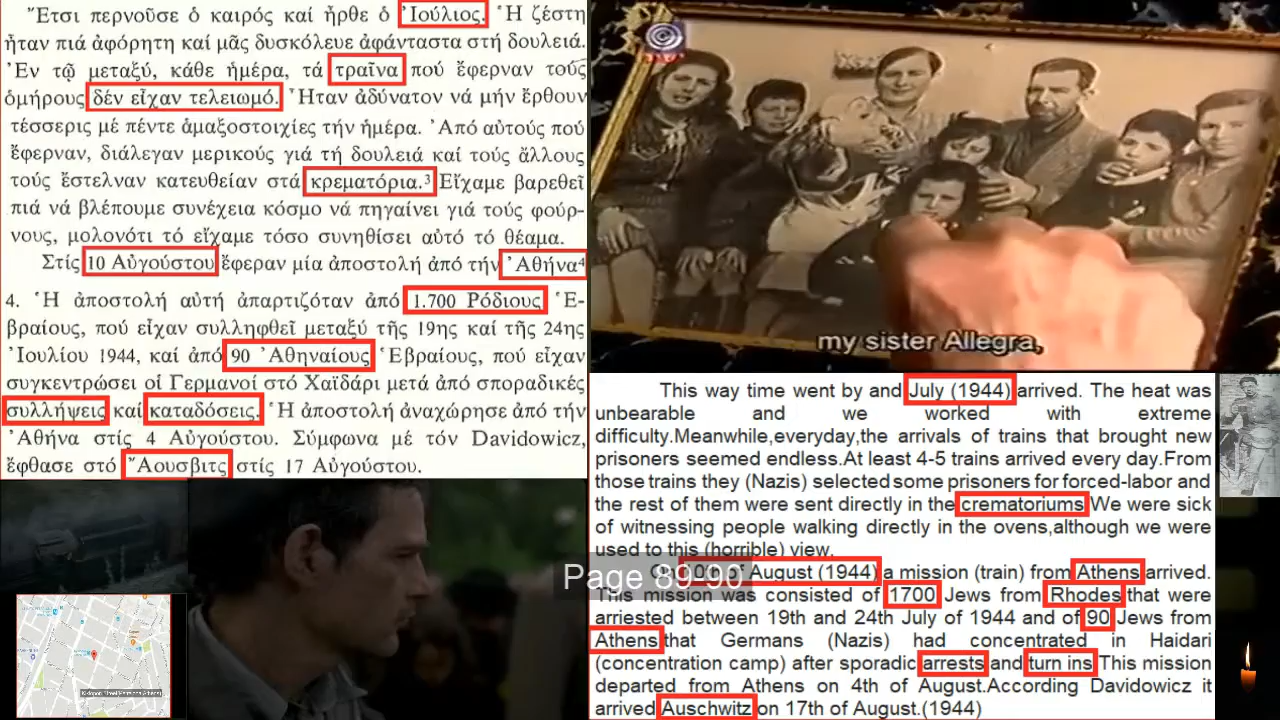 Ἔτσι περνοῦσε ὁ καιρός καί ἦρθε ὁ Ἰούλιος. Ἡ ζέστη
ἦταν πιά ἀφόρητη καί μᾶς δυσκόλευε ἀφάνταστα στή δουλειά.
Ἐν τῷ μεταξύ, κάθε ἡμέρα, τά τραῖνα πού ἔφερναν τούς
ὁμήρους δέν εἶχαν τελειωμό. Ἦταν ἀδύνατον νά μήν ἔρθουν
τέσσερις μέ πέντε ἁμαξοστοιχίες τήν ἡμέρα. Ἀπό αὐτούς πού
ἔφερναν, διάλεγαν μερικούς γιά τή δουλειά καί τούς ἄλλους
τούς ἔστελναν κατευθείαν στά κρεματόρια.³ Εἴχαμε βαρεθεῖ
πιά νά βλέπουμε συνέχεια κόσμο νά πηγαίνει γιά τούς φούρ-
νους, μολονότι τό εἴχαμε τόσο συνηθίσει αὐτό τό θέαμα.
Στίς 10 Αὐγούστου ἔφεραν μία ἀποστολή ἀπό τήν Ἀθήνα⁴
4. Ἡ ἀποστολή αὐτή ἀπαρτιζόταν ἀπό 1.700 Ρόδιους Ἑ-
βραίους, πού εἶχαν συλληφθεῖ μεταξύ τῆς 19ης καί τῆς 24ης
Ἰουλίου 1944, καί ἀπό 90 Ἀθηναίους Ἑβραίους, πού εἶχαν
συγκεντρώσει οἱ Γερμανοί στό Χαϊδάρι μετά ἀπό σποραδικές
συλλήψεις καί καταδόσεις. Ἡ ἀποστολή ἀναχώρησε ἀπό τήν
Ἀθήνα στίς 4 Αὐγούστου. Σύμφωνα μέ τόν Davidowicz,
ἔφθασε στό Ἄουσβιτς στίς 17 Αὐγούστου.
my sister Allegra,
This way time went by and July (1944) arrived. The heat was
unbearable and we worked with extreme
difficulty.Meanwhile,everyday,the arrivals of trains that brought new
prisoners seemed endless.At least 4-5 trains arrived every day.From
those trains they (Nazis) selected some prisoners for forced-labor and
the rest of them were sent directly in the crematoriums We were sick
of witnessing people walking directly in the ovens,although we were
used to this (horrible) view.
August (1944) a mission (train) from Athens arrived.
This mission was consisted of 1700 Jews from Rhodes that were
arriested between 19th and 24th July of 1944 and of 90 Jews from
Athens that Germans (Nazis) had concentrated in Haidari
(concentration camp) after sporadic arrests and turn ins This mission
departed from Athens on 4th of August.According Davidowicz it
arrived Auschwitz on 17th of August.(1944)
Page 89-90